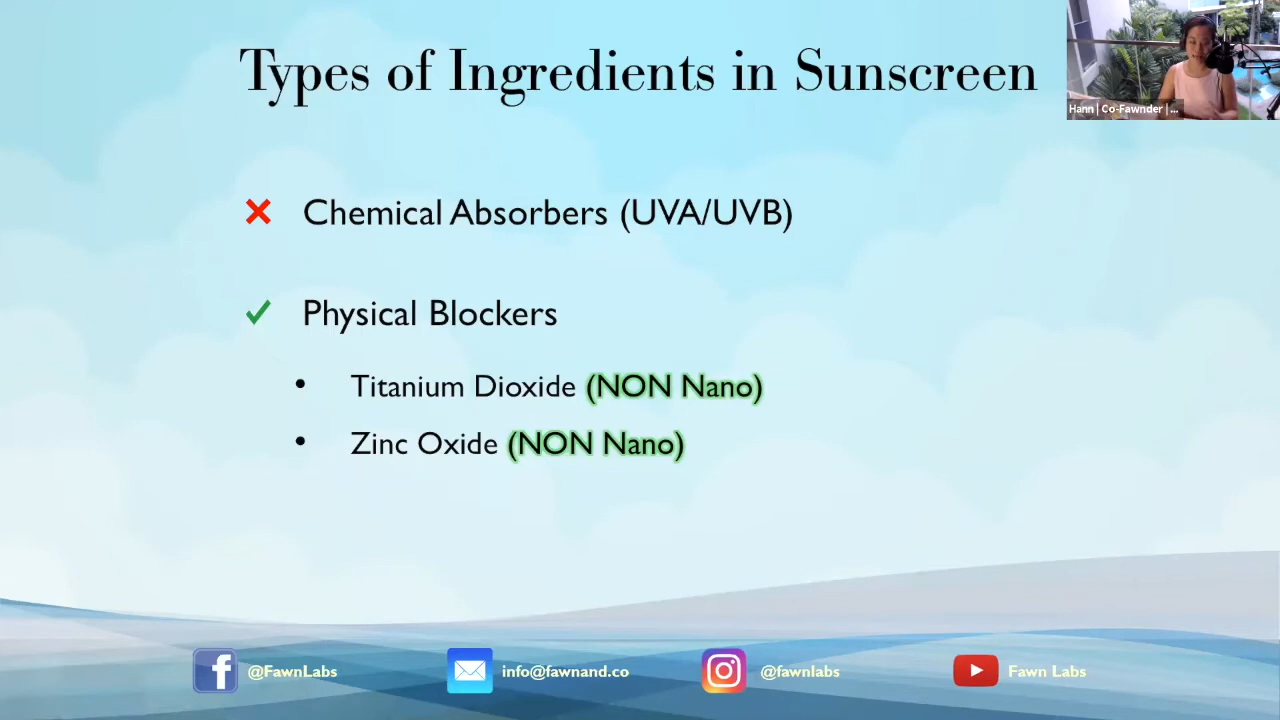 Types of Ingredients in Sunscreen
Hann | Co-Fawnder | ...
Chemical Absorbers (UVA/UVB)
Physical Blockers
• Titanium Dioxide (NON Nano)
• Zinc Oxide (NON Nano)
@FawnLabs
info@fawnand.co
@fawnlabs
Fawn Labs